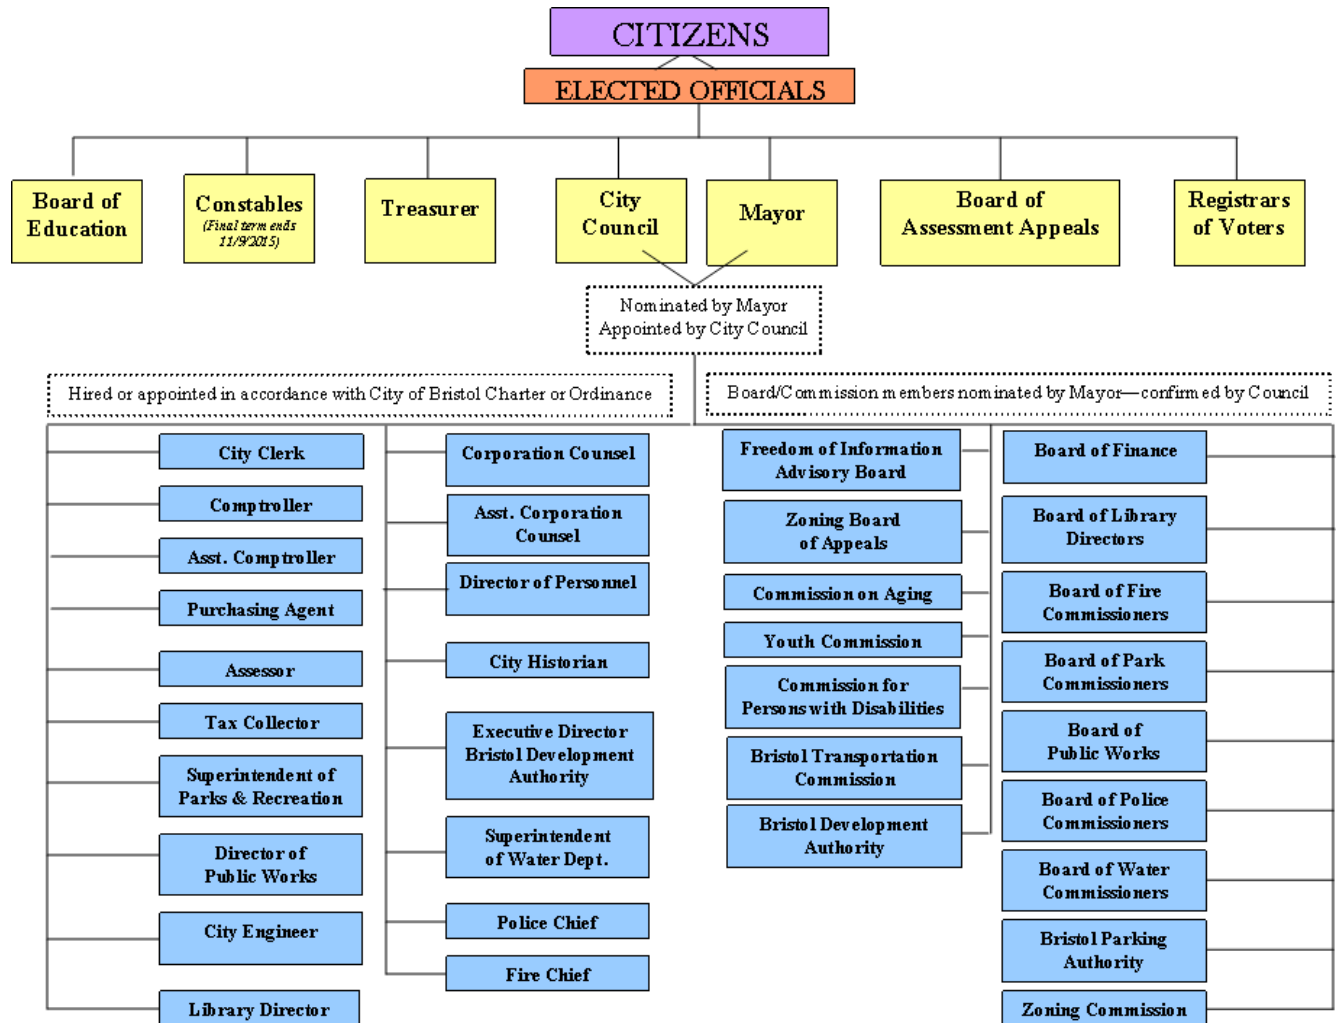 CITIZENS
ELECTED OFFICIALS
Board of
Education
Constables
(Final term ends
11/9/2015)
Treasurer
City
Council
Mayor
Board of
Assessment Appeals
Registrars
of Voters
Nominated by Mayor
Appointed by City Council
Hired or appointed in accordance with City of Bristol Charter or Ordinance
Board/Commission members nominated by Mayor—confirmed by Council
City Clerk
Comptroller
Asst. Comptroller
Purchasing Agent
Assessor
Tax Collector
Superintendent of
Parks & Recreation
Director of
Public Works
City Engineer
Library Director
Corporation Counsel
Asst. Corporation
Counsel
Director of Personnel
City Historian
Executive Director
Bristol Development
Authority
Superintendent
of Water Dept.
Police Chief
Fire Chief
Freedom of Information
Advisory Board
Zoning Board
of Appeals
Commission on Aging
Youth Commission
Commission for
Persons with Disabilities
Bristol Transportation
Commission
Bristol Development
Authority
Board of Finance
Board of Library
Directors
Board of Fire
Commissioners
Board of Park
Commissioners
Board of
Public Works
Board of Police
Commissioners
Board of Water
Commissioners
Bristol Parking
Authority
Zoning Commission